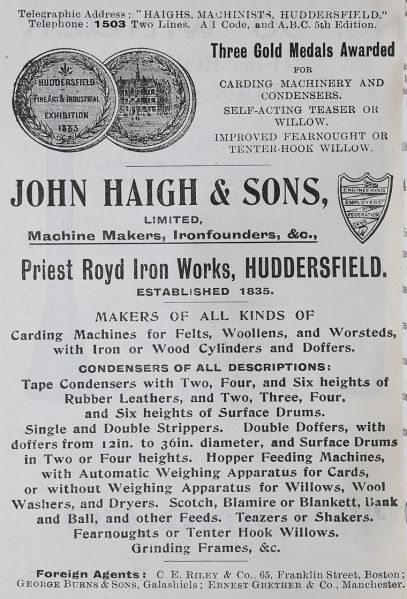 Telegraphic Address: "HAIGHS, MACHINISTS, HUDDERSFIELD."
Telephone: 1503 Two Lines. A I Code, and A.B.C. 5th Edition.
HUDDERSFIELD
FINE ART & INDUSTRIAL
EXHIBITION
1883
Three Gold Medals Awarded
FOR
CARDING MACHINERY AND
CONDENSERS.
SELF-ACTING TEASER OR
WILLOW.
IMPROVED FEARNOUGHT OR
TENTER-HOOK WILLOW.
JOHN HAIGH & SONS,
LIMITED,
Machine Makers, Ironfounders, &c.,
ENGINEERING
EMPLOYERS'
FEDERATION
Priest Royd Iron Works, HUDDERSFIELD.
ESTABLISHED 1835.
MAKERS OF ALL KINDS OF
Carding Machines for Felts, Woollens, and Worsteds,
with Iron or Wood Cylinders and Doffers.
CONDENSERS OF ALL DESCRIPTIONS:
Tape Condensers with Two, Four, and Six heights of
Rubber Leathers, and Two, Three, Four,
and Six heights of Surface Drums.
Single and Double Strippers. Double Doffers, with
doffers from 12in. to 36in. diameter, and Surface Drums
in Two or Four heights. Hopper Feeding Machines,
with Automatic Weighing Apparatus for Cards,
or without Weighing Apparatus for Willows, Wool
Washers, and Dryers. Scotch, Blamire or Blankett, Bank
and Ball, and other Feeds. Teazers or Shakers.
Fearnoughts or Tenter Hook Willows.
Grinding Frames, &c.
Foreign Agents: C. E. RILEY & Co., 65, Franklin Street, Boston;
GEORGE BURNS & SONS, Galashiels; ERNEST GRETHER & Co., Manchester.